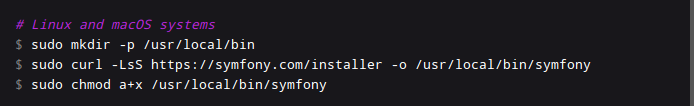 # Linux and macOS systems
$ sudo mkdir -p /usr/local/bin
$ sudo curl -LsS https://symfony.com/installer -o /usr/local/bin/symfony
$ sudo chmod a+x /usr/local/bin/symfony